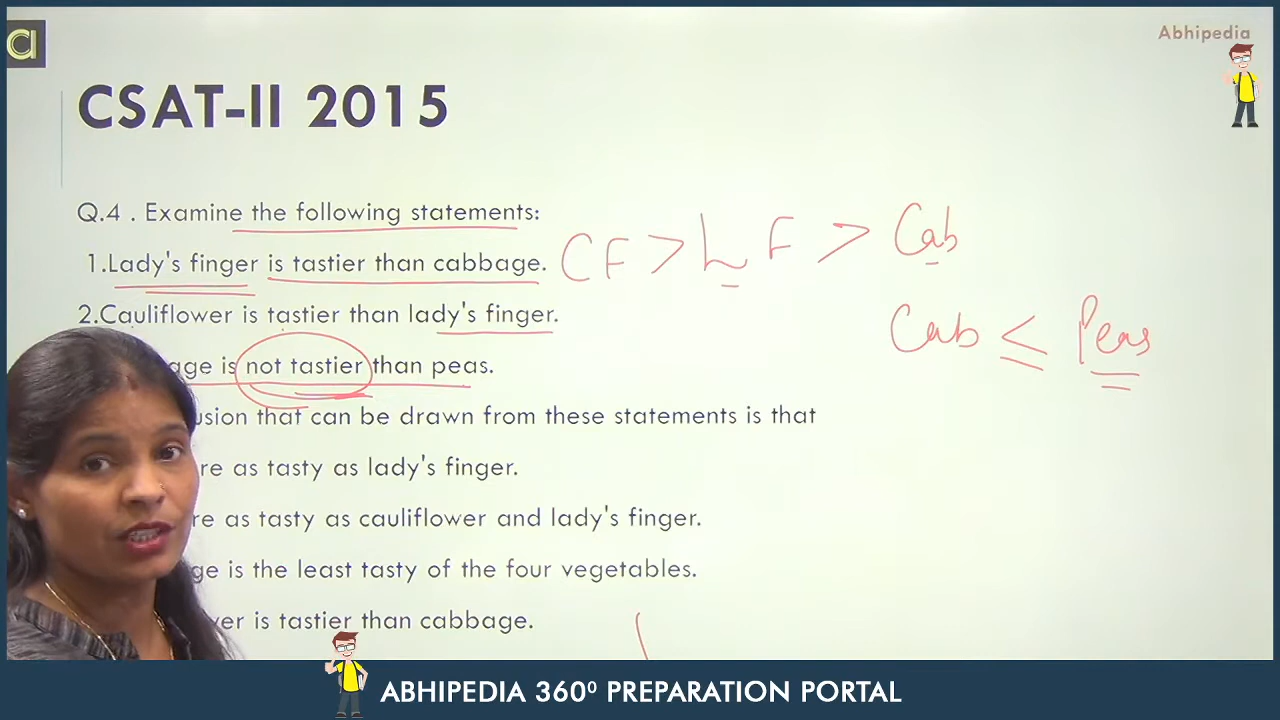 Abhipedia
a
CSAT-II 2015
Q.4 . Examine the following statements:
1.Lady's finger is tastier than cabbage.
CF > LF > Cab
2.Cauliflower is tastier than lady's finger.
Cab ≤ Peas
is not tastier than peas.
that can be drawn from these statements is that
as tasty as lady's finger.
as tasty as cauliflower and lady's finger.
is the least tasty of the four vegetables.
is tastier than cabbage.
ABHIPEDIA 360⁰ PREPARATION PORTAL